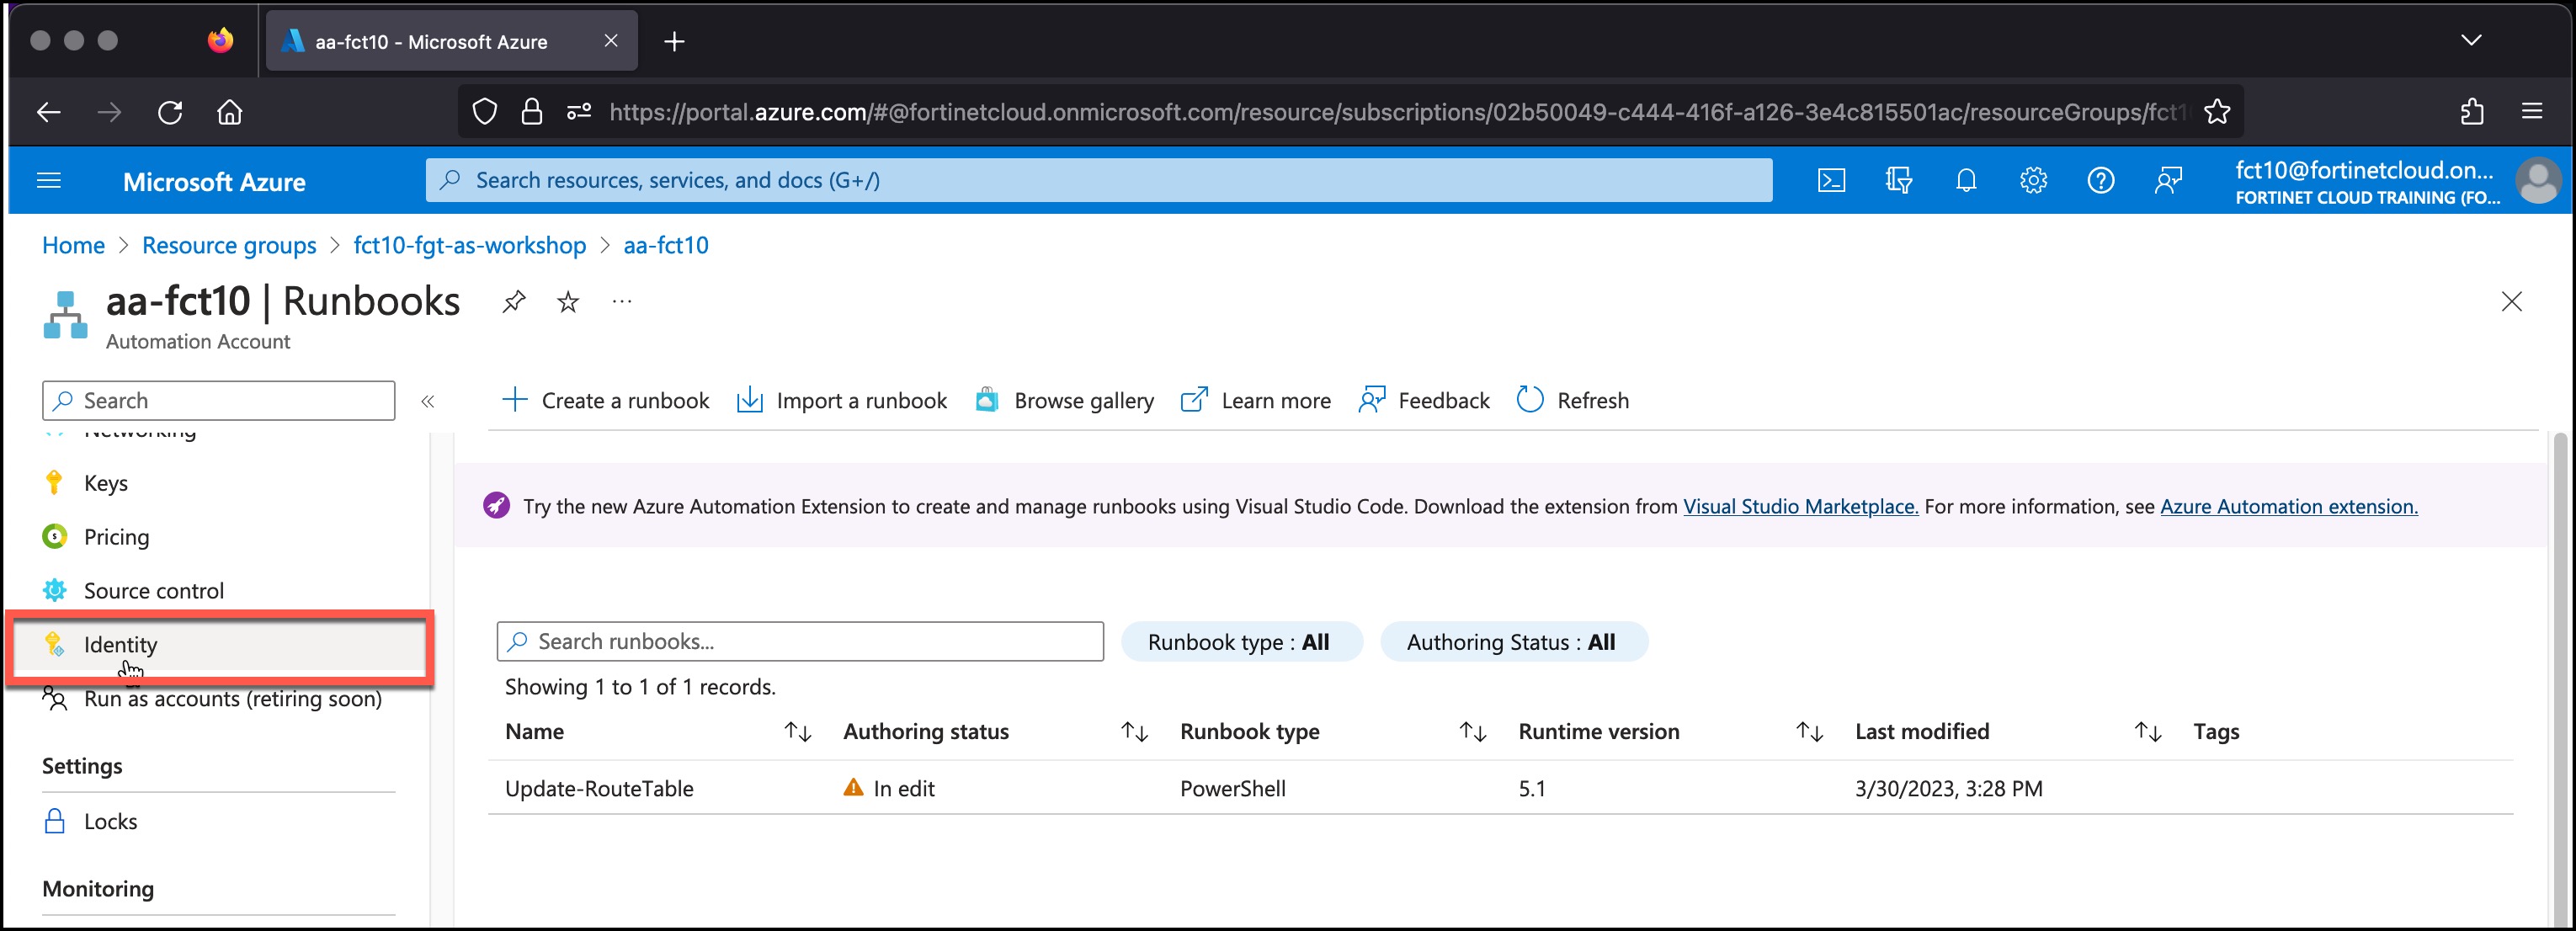 aa-fct10 - Microsoft Azure
https://portal.azure.com/#@fortinetcloud.onmicrosoft.com/resource/subscriptions/02b50049-c444-416f-a126-3e4c815501ac/resourceGroups/fct1
Microsoft Azure
Search resources, services, and docs (G+/)
fct10@fortinetcloud.on...
FORTINET CLOUD TRAINING (FO...
Home > Resource groups > fct10-fgt-as-workshop > aa-fct10
aa-fct10 | Runbooks
Automation Account
Search
Create a runbook Import a runbook Browse gallery Learn more Feedback Refresh
Networking
Keys
Pricing
Source control
Identity
Run as accounts (retiring soon)
Settings
Locks
Monitoring
Try the new Azure Automation Extension to create and manage runbooks using Visual Studio Code. Download the extension from Visual Studio Marketplace. For more information, see Azure Automation extension.
Search runbooks...
Runbook type : All
Authoring Status : All
Showing 1 to 1 of 1 records.
Name Authoring status Runbook type Runtime version Last modified Tags
Update-RouteTable In edit PowerShell 5.1 3/30/2023, 3:28 PM